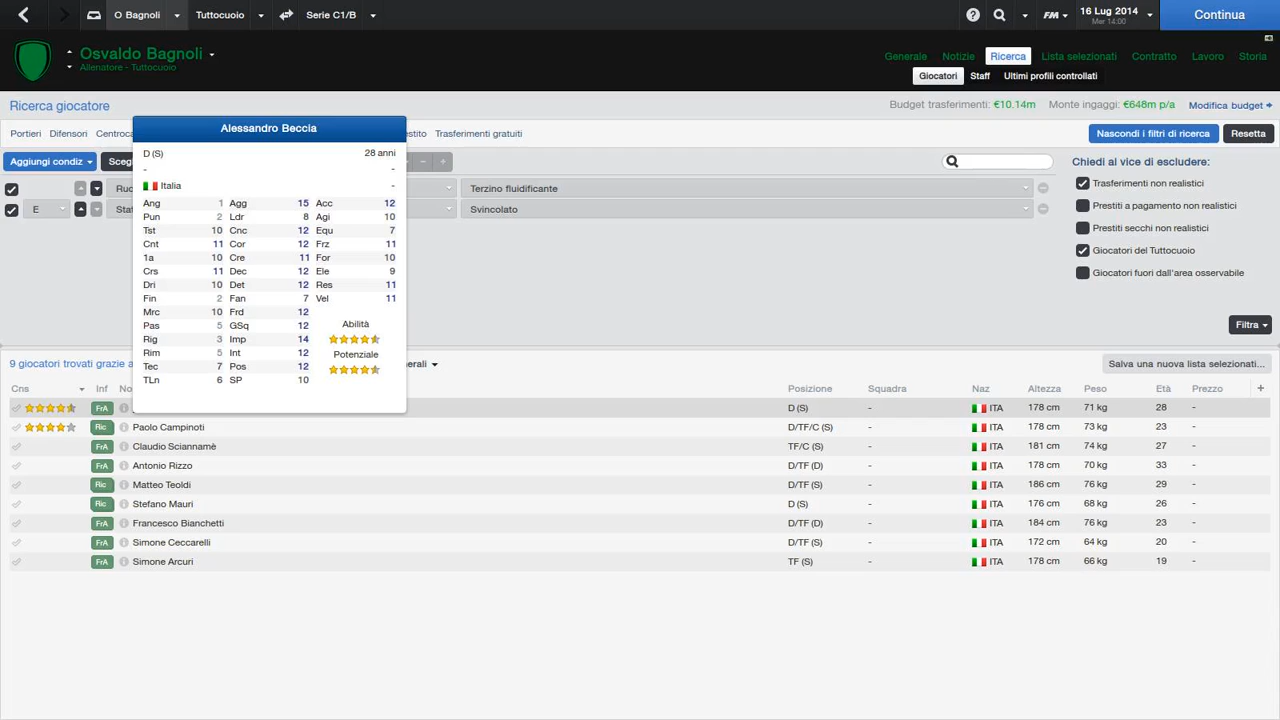 O Bagnoli Tuttocuoio Serie C1/B FM 16 Lug 2014 Mer 14:00 Continua
Osvaldo Bagnoli
Allenatore - Tuttocuoio
Generale Notizie Ricerca Lista selezionati Contratto Lavoro Storia
Giocatori Staff Ultimi profili controllati
Ricerca giocatore Budget trasferimenti: €10.14m Monte ingaggi: €648m p/a Modifica budget
Portieri Difensori Trasferimenti gratuiti Nascondi i filtri di ricerca Resetta
Aggiungi condiz
Chiedi al vice di escludere:
Trasferimenti non realistici
Prestiti a pagamento non realistici
Prestiti secchi non realistici
Giocatori del Tuttocuoio
Giocatori fuori dall'area osservabile
Terzino fluidificante
E Svincolato
Filtra
Alessandro Beccia
D (S) 28 anni
- -
Italia -
Ang 1 Agg 15 Acc 12
Pun 2 Ldr 8 Agi 10
Tst 10 Cnc 12 Equ 7
Cnt 11 Cor 12 Frz 11
1a 10 Cre 11 For 10
Crs 11 Dec 12 Ele 9
Dri 10 Det 12 Res 11
Fin 2 Fan 7 Vel 11
Mrc 10 Frd 12
Pas 5 GSq 12 Abilità
Rig 3 Imp 14
Rim 5 Int 12 Potenziale
Tec 7 Pos 12
TLn 6 SP 10
9 giocatori trovati grazie a Salva una nuova lista selezionati...
Cns Inf Posizione Squadra Naz Altezza Peso Età Prezzo +
FrA D (S) - ITA 178 cm 71 kg 28 -
Ric Paolo Campinoti D/TF/C (S) - ITA 178 cm 73 kg 23 -
FrA Claudio Sciannamè TF/C (S) - ITA 181 cm 74 kg 27 -
FrA Antonio Rizzo D/TF (D) - ITA 178 cm 70 kg 33 -
Ric Matteo Teoldi D/TF (S) - ITA 186 cm 76 kg 29 -
Ric Stefano Mauri D (S) - ITA 176 cm 68 kg 26 -
FrA Francesco Bianchetti D/TF (D) - ITA 184 cm 76 kg 23 -
FrA Simone Ceccarelli D/TF (S) - ITA 172 cm 64 kg 20 -
FrA Simone Arcuri TF (S) - ITA 178 cm 66 kg 19 -